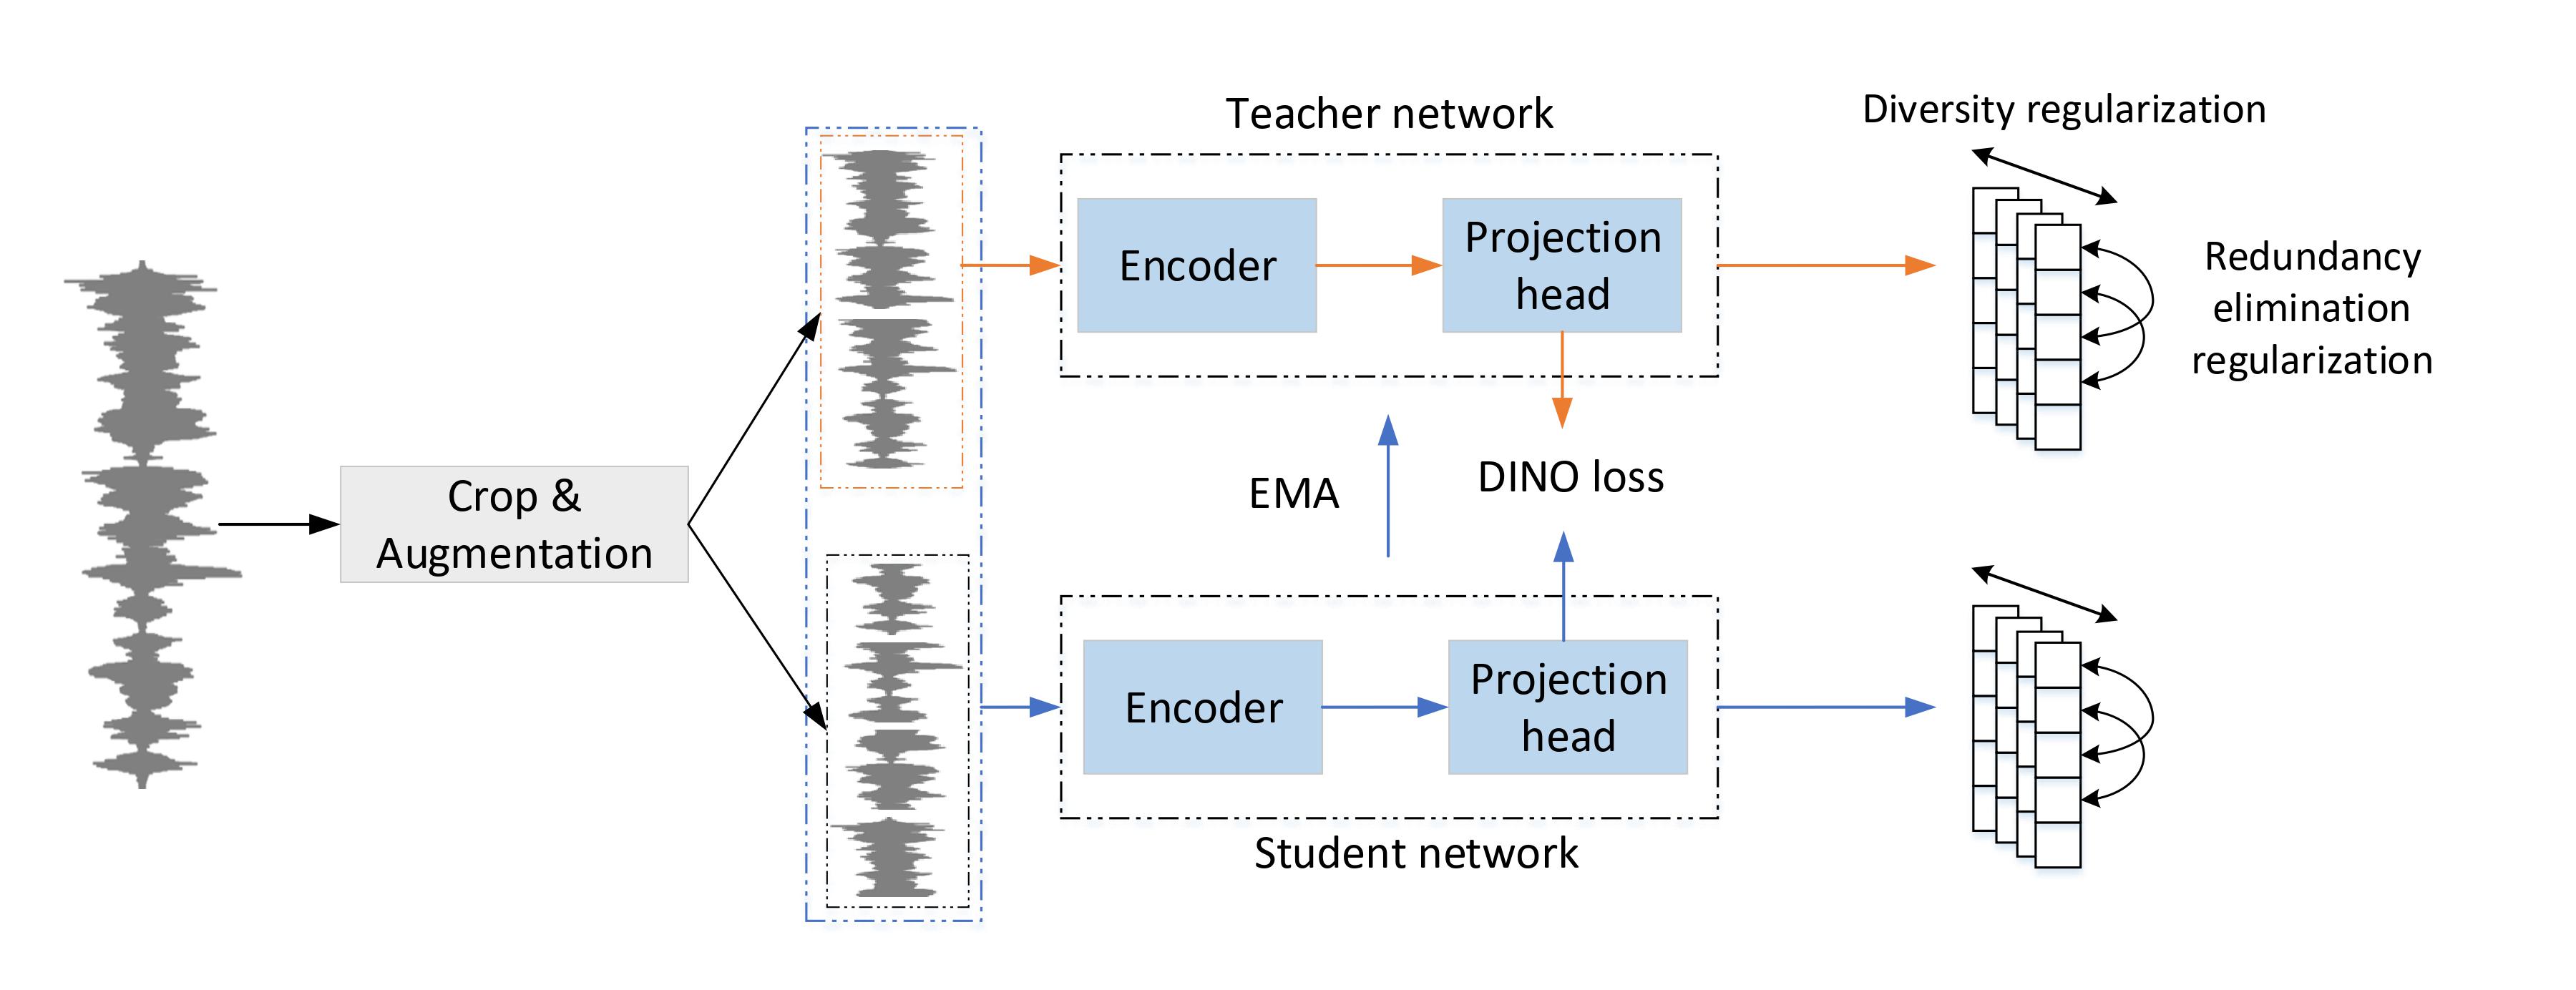 Teacher network
Diversity regularization
Encoder
Projection
head
Redundancy
elimination
regularization
Crop &
Augmentation
EMA
DINO loss
Encoder
Projection
head
Student network